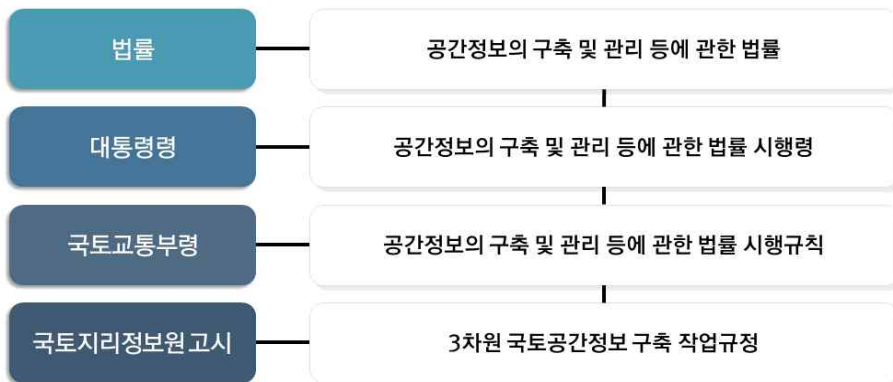 법률
공간정보의 구축 및 관리 등에 관한 법률
대통령령
공간정보의 구축 및 관리 등에 관한 법률 시행령
국토교통부령
공간정보의 구축 및 관리 등에 관한 법률 시행규칙
국토지리정보원 고시
3차원 국토공간정보 구축 작업규정